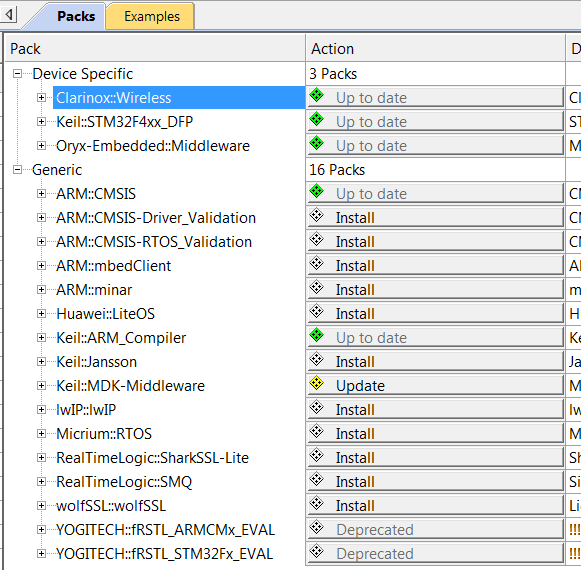 Packs Examples
Pack Action D
Device Specific 3 Packs
Clarinox::Wireless Up to date Cl
Keil::STM32F4xx_DFP Up to date ST
Oryx-Embedded::Middleware Up to date M
Generic 16 Packs
ARM::CMSIS Up to date CM
ARM::CMSIS-Driver_Validation Install CM
ARM::CMSIS-RTOS_Validation Install CM
ARM::mbedClient Install AR
ARM::minar Install m
Huawei::LiteOS Install H
Keil::ARM_Compiler Up to date Ke
Keil::Jansson Install Ja
Keil::MDK-Middleware Update M
lwIP::lwIP Install lw
Micrium::RTOS Install M
RealTimeLogic::SharkSSL-Lite Install Sh
RealTimeLogic::SMQ Install Si
wolfSSL::wolfSSL Install Li
YOGITECH::fRSTL_ARMCMx_EVAL Deprecated !!!
YOGITECH::fRSTL_STM32Fx_EVAL Deprecated !!!